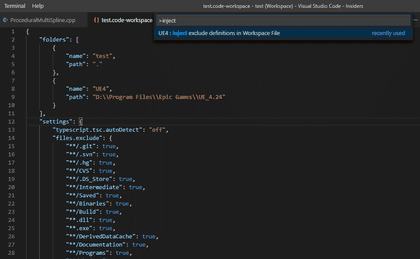 Terminal Help
test.code-workspace - test (Workspace) - Visual Studio Code - Insiders
ProceduralMultiSpline.cpp
{} test.code-workspace
>inject
UE4 : Inject exclude definitions in Workspace File
recently used
1 {
2 "folders": [
3 {
4 "name": "test",
5 "path": "."
6 },
7 {
8 "name": "UE4",
9 "path": "D:\\Program Files\\Epic Games\\UE_4.24"
10 }
11 ],
12 "settings": {
13 "typescript.tsc.autoDetect": "off",
14 "files.exclude": {
15 "**/.git": true,
16 "**/.svn": true,
17 "**/.hg": true,
18 "**/CVS": true,
19 "**/.DS_Store": true,
20 "**/Intermediate": true,
21 "**/Saved": true,
22 "**/Binaries": true,
23 "**/Build": true,
24 "**.dll": true,
25 "**.exe": true,
26 "**/DerivedDataCache": true,
27 "**/Documentation": true,
28 "**/Programs": true,